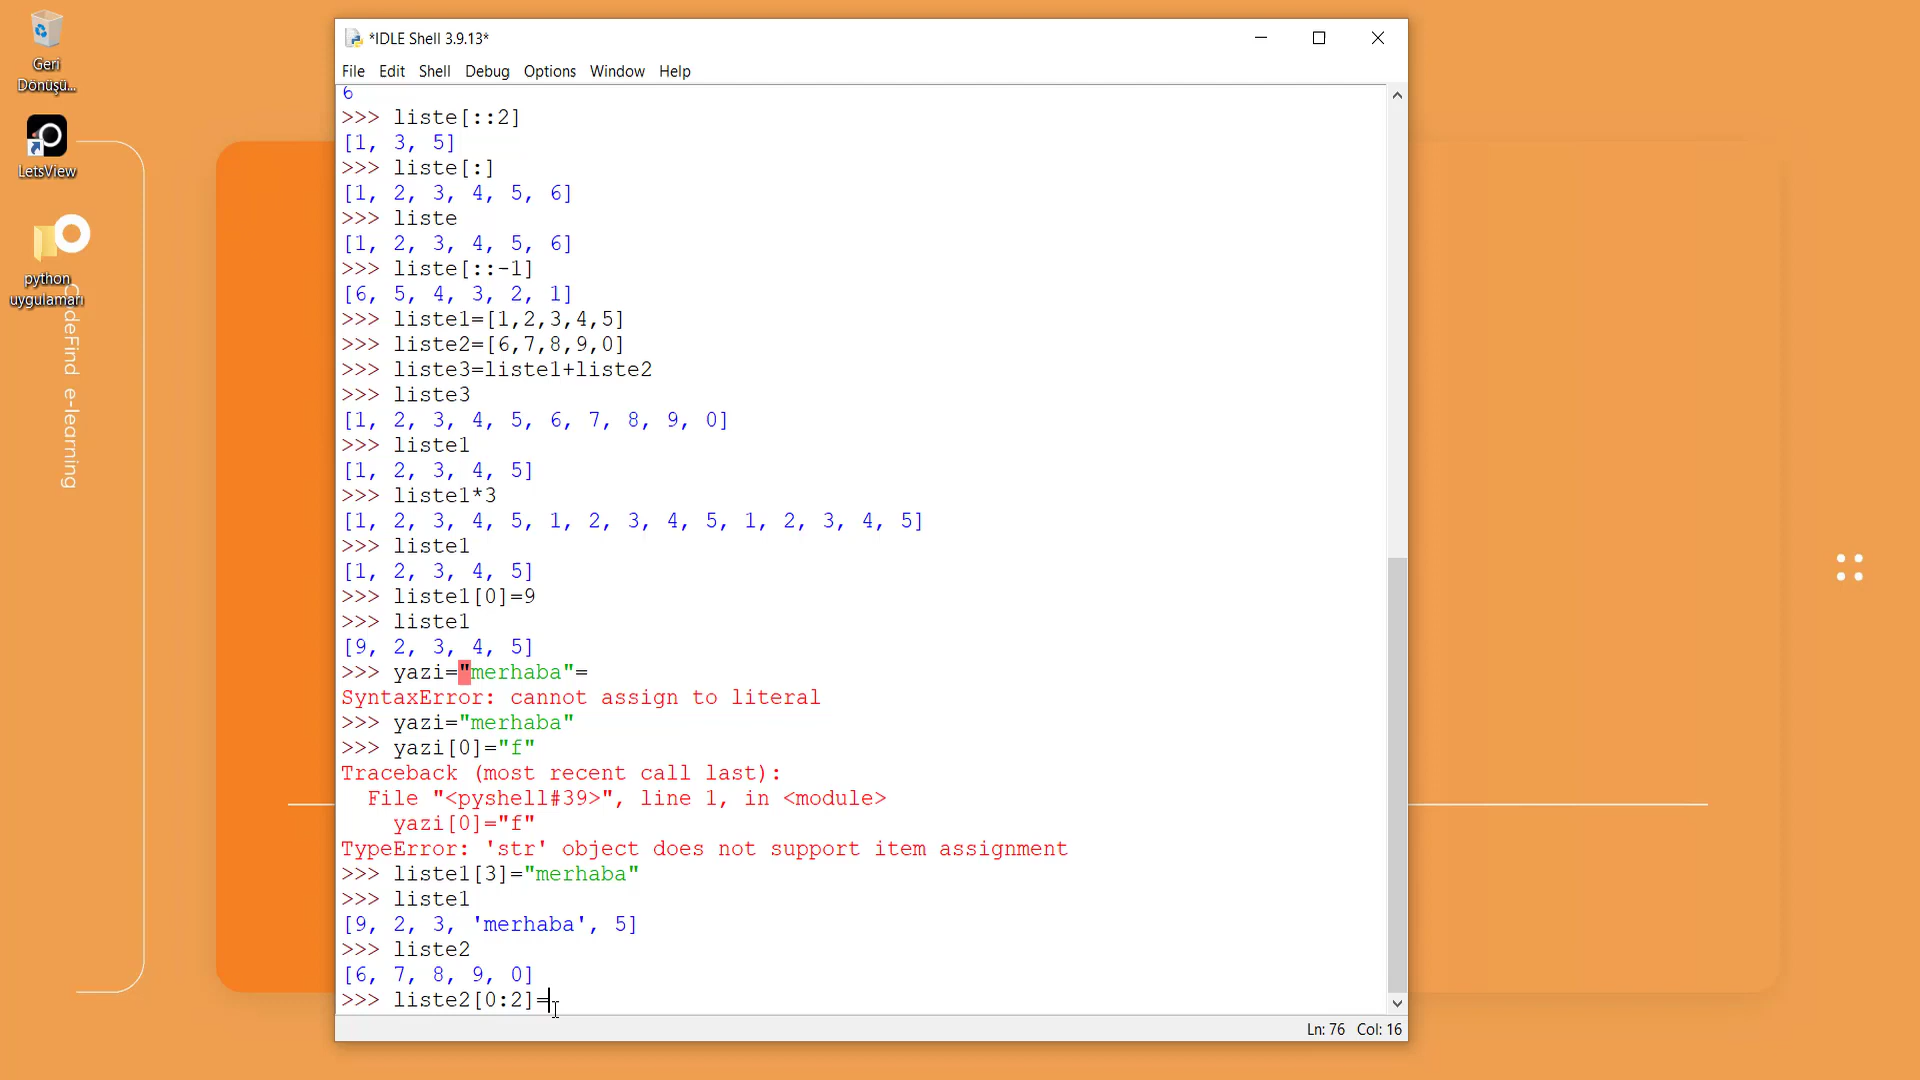 *IDLE Shell 3.9.13*
File Edit Shell Debug Options Window Help
6
>>> liste[::2]
[1, 3, 5]
>>> liste[:]
[1, 2, 3, 4, 5, 6]
>>> liste
[1, 2, 3, 4, 5, 6]
>>> liste[::-1]
[6, 5, 4, 3, 2, 1]
>>> liste1=[1,2,3,4,5]
>>> liste2=[6,7,8,9,0]
>>> liste3=liste1+liste2
>>> liste3
[1, 2, 3, 4, 5, 6, 7, 8, 9, 0]
>>> liste1
[1, 2, 3, 4, 5]
>>> liste1*3
[1, 2, 3, 4, 5, 1, 2, 3, 4, 5, 1, 2, 3, 4, 5]
>>> liste1
[1, 2, 3, 4, 5]
>>> liste1[0]=9
>>> liste1
[9, 2, 3, 4, 5]
>>> yazi="merhaba"=
SyntaxError: cannot assign to literal
>>> yazi="merhaba"
>>> yazi[0]="f"
Traceback (most recent call last):
  File "<pyshell#39>", line 1, in <module>
    yazi[0]="f"
TypeError: 'str' object does not support item assignment
>>> liste1[3]="merhaba"
>>> liste1
[9, 2, 3, 'merhaba', 5]
>>> liste2
[6, 7, 8, 9, 0]
>>> liste2[0:2]=
Ln: 76 Col: 16
Geri
Dönüşü...
LetsView
python
uygulamaları
deFind e-learning